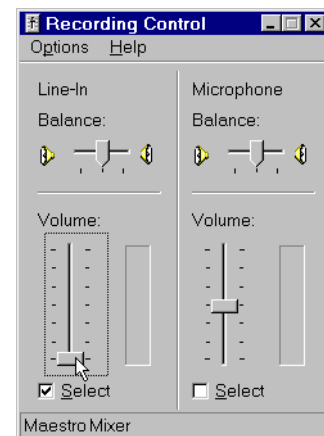 Recording Control
Options Help
Line-In
Balance:
Volume:
Select
Microphone
Balance:
Volume:
Select
Maestro Mixer